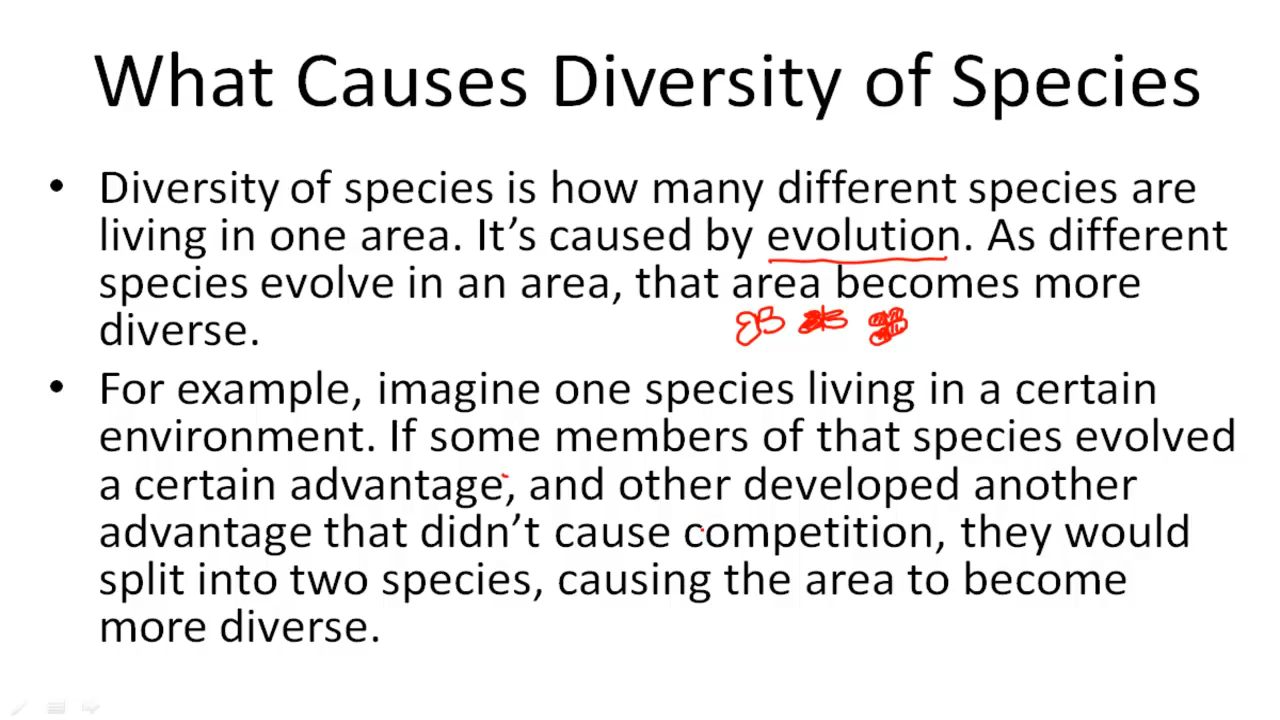 What Causes Diversity of Species
• Diversity of species is how many different species are
living in one area. It's caused by evolution. As different
species evolve in an area, that area becomes more
diverse.
• For example, imagine one species living in a certain
environment. If some members of that species evolved
a certain advantage, and other developed another
advantage that didn't cause competition, they would
split into two species, causing the area to become
more diverse.